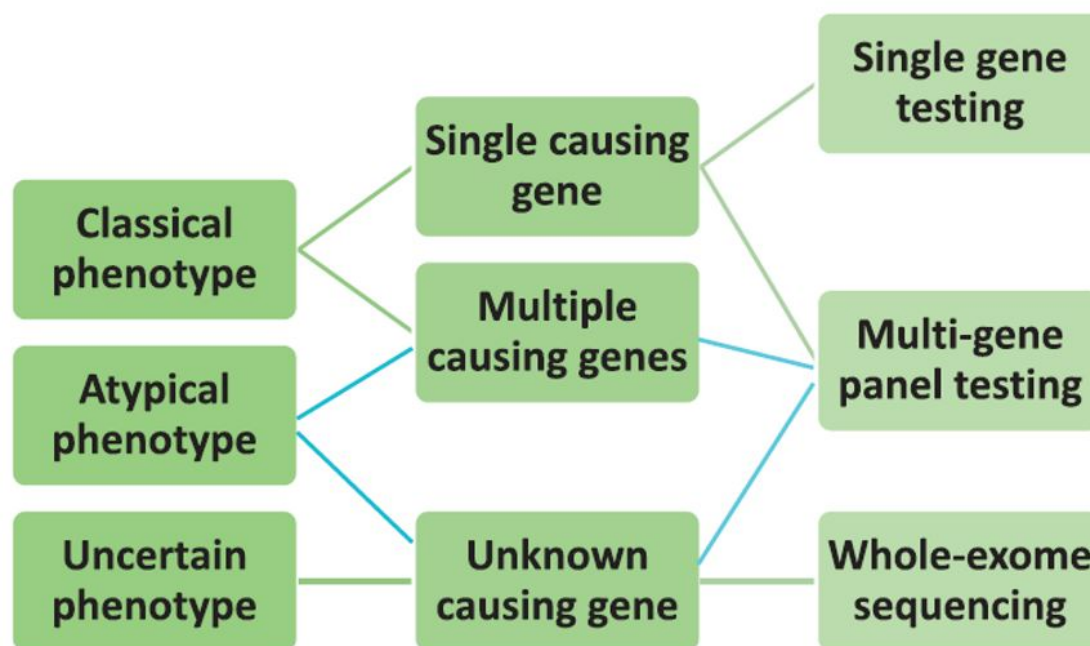 Classical
phenotype
Atypical
phenotype
Uncertain
phenotype
Single causing
gene
Multiple
causing genes
Unknown
causing gene
Single gene
testing
Multi-gene
panel testing
Whole-exome
sequencing